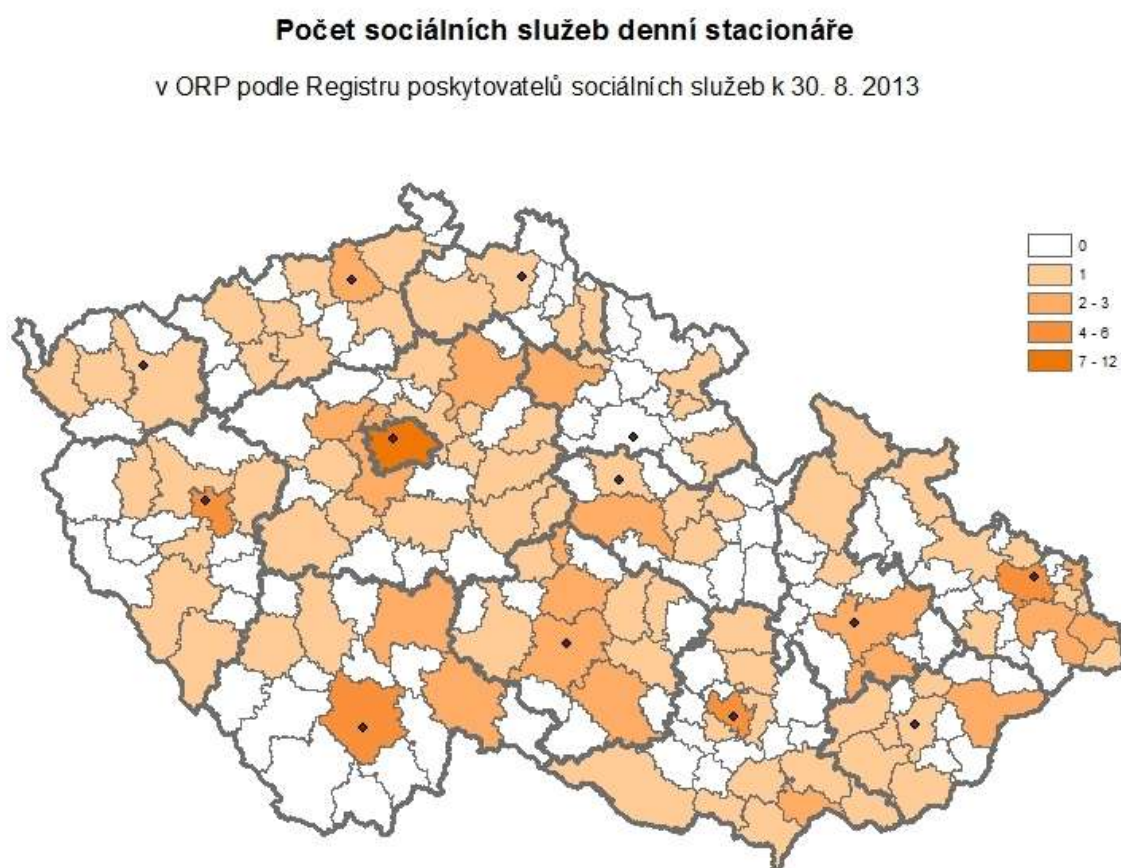 Počet sociálních služeb denní stacionáře
v ORP podle Registru poskytovatelů sociálních služeb k 30. 8. 2013
0
1
2 - 3
4 - 6
7 - 12